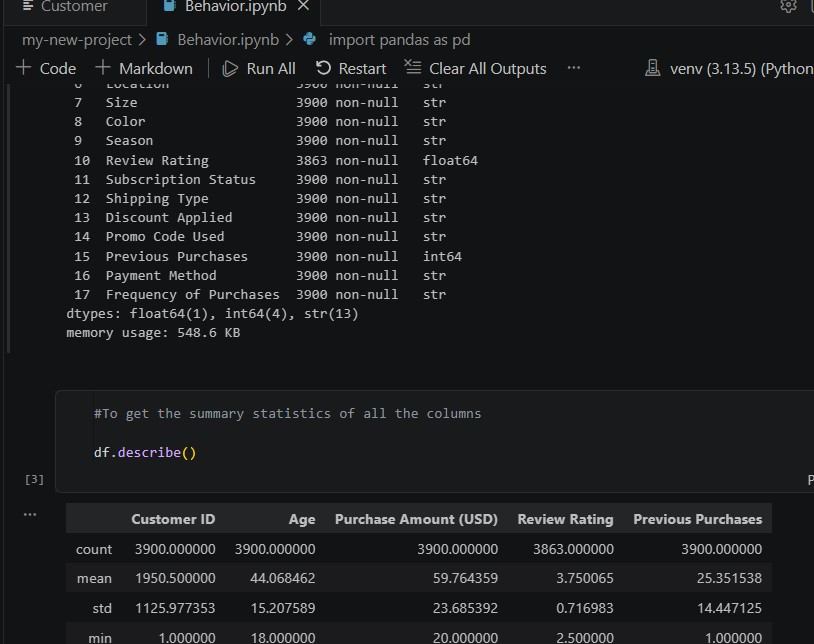 Customer
Behavior.ipynb
my-new-project > Behavior.ipynb > import pandas as pd
+ Code + Markdown Run All Restart Clear All Outputs ... venv (3.13.5) (Python
6 Location 3900 non-null str
7 Size 3900 non-null str
8 Color 3900 non-null str
9 Season 3900 non-null str
10 Review Rating 3863 non-null float64
11 Subscription Status 3900 non-null str
12 Shipping Type 3900 non-null str
13 Discount Applied 3900 non-null str
14 Promo Code Used 3900 non-null str
15 Previous Purchases 3900 non-null int64
16 Payment Method 3900 non-null str
17 Frequency of Purchases 3900 non-null str
dtypes: float64(1), int64(4), str(13)
memory usage: 548.6 KB
#To get the summary statistics of all the columns
df.describe()
[3]
P
... Customer ID Age Purchase Amount (USD) Review Rating Previous Purchases
count 3900.000000 3900.000000 3900.000000 3863.000000 3900.000000
mean 1950.500000 44.068462 59.764359 3.750065 25.351538
std 1125.977353 15.207589 23.685392 0.716983 14.447125
min 1.000000 18.000000 20.000000 2.500000 1.000000